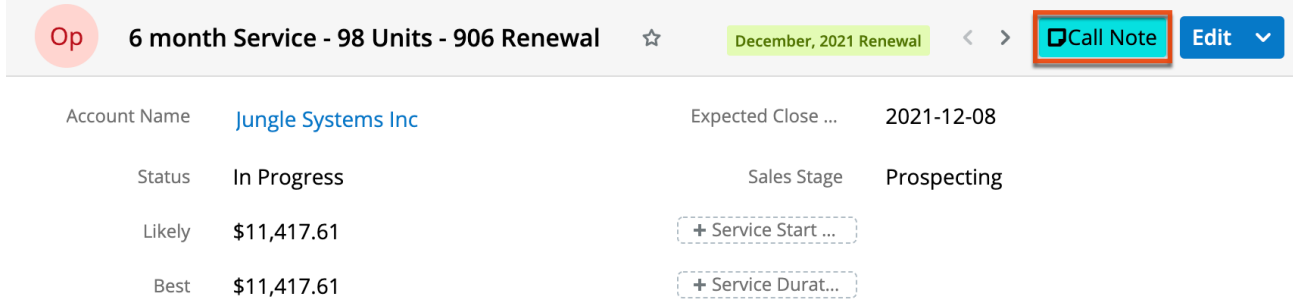 Op 6 month Service - 98 Units - 906 Renewal December, 2021 Renewal Call Note Edit
Account Name Jungle Systems Inc Expected Close ... 2021-12-08
Status In Progress Sales Stage Prospecting
Likely $11,417.61 + Service Start ...
Best $11,417.61 + Service Durat...